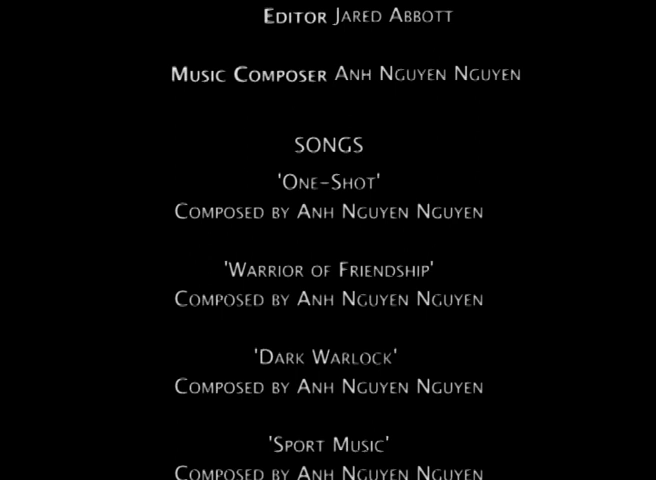 Editor Jared Abbott
Music Composer Anh Nguyen Nguyen
SONGS
'One-Shot'
Composed by Anh Nguyen Nguyen
'Warrior of Friendship'
Composed by Anh Nguyen Nguyen
'Dark Warlock'
Composed by Anh Nguyen Nguyen
'Sport Music'
Composed by Anh Nguyen Nguyen